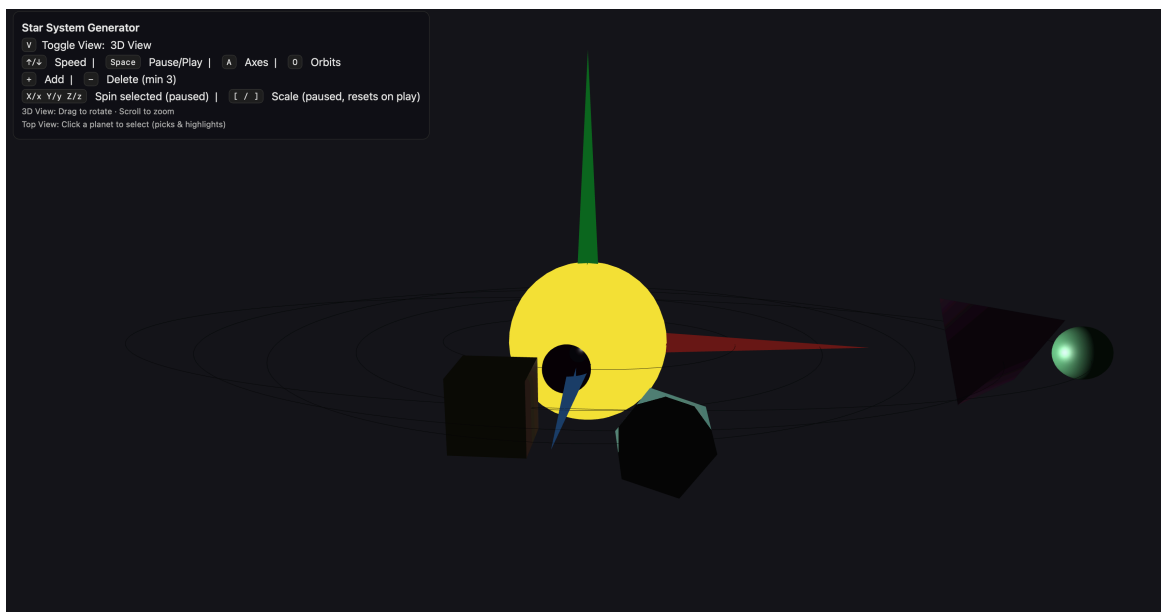 Star System Generator
V Toggle View: 3D View
↑/↓ Speed | Space Pause/Play | A Axes | O Orbits
+ Add | − Delete (min 3)
X/x Y/y Z/z Spin selected (paused) | [ / ] Scale (paused, resets on play)
3D View: Drag to rotate · Scroll to zoom
Top View: Click a planet to select (picks & highlights)